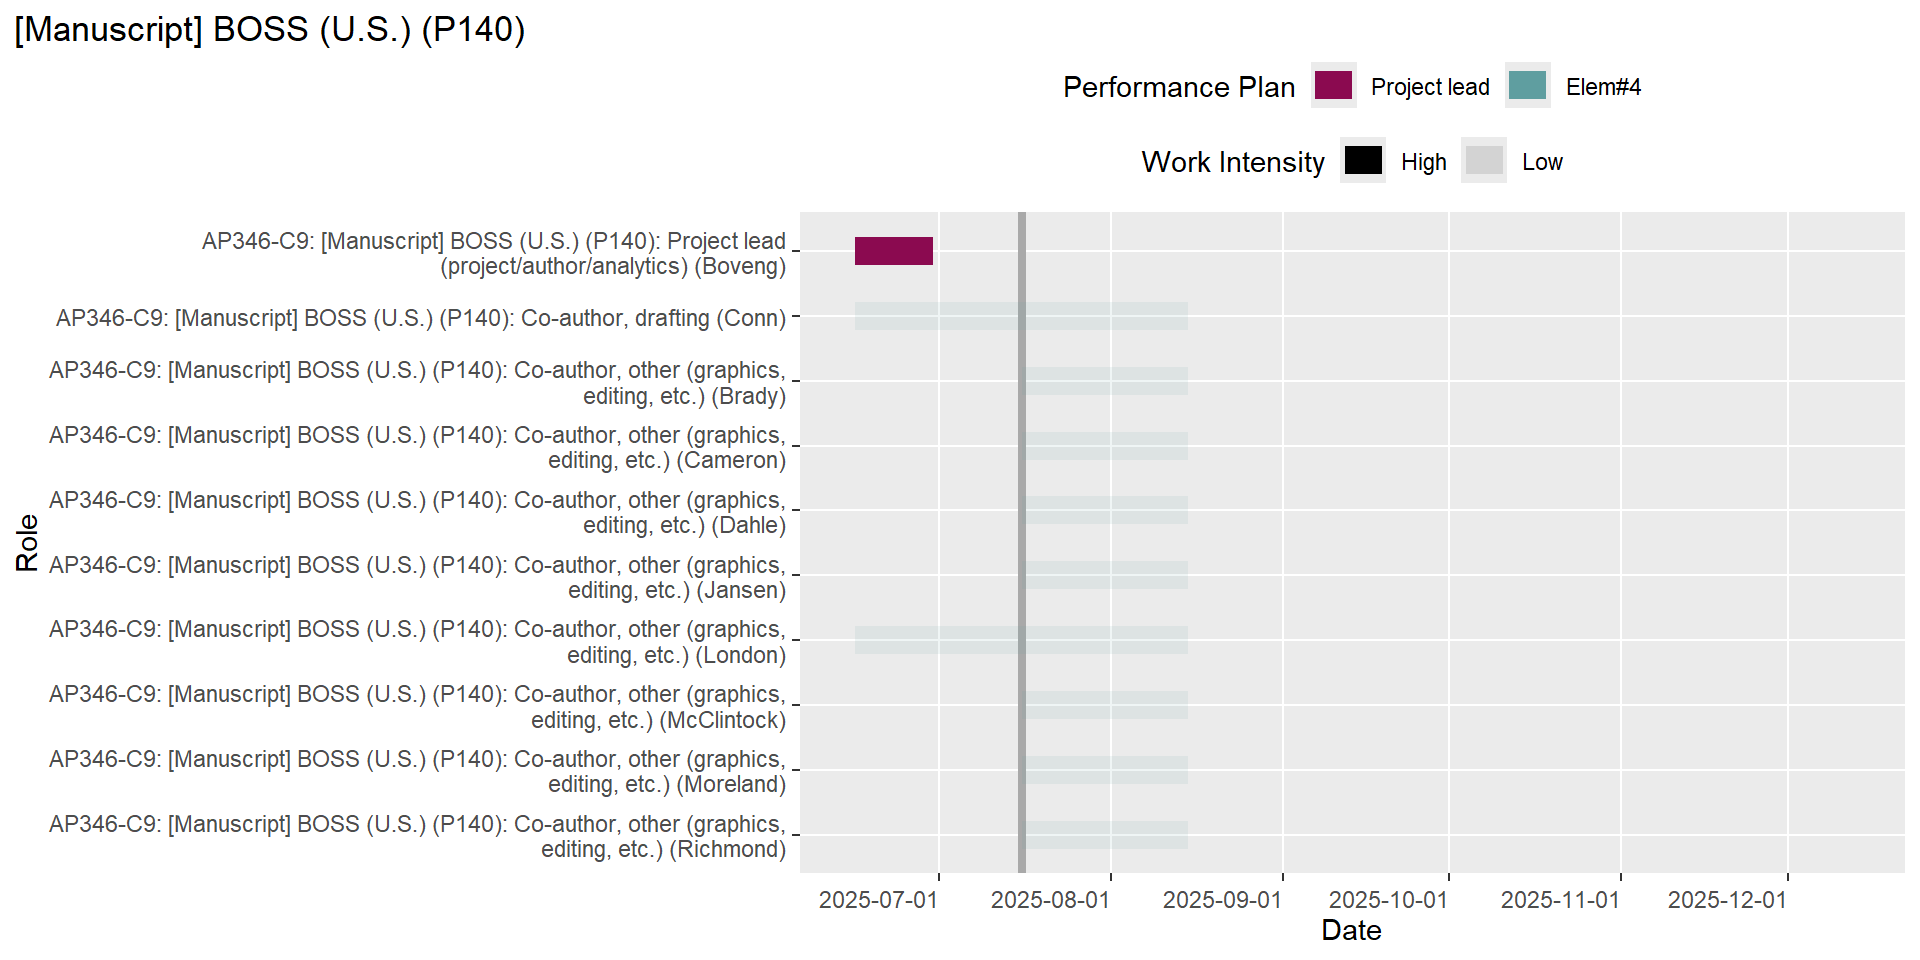 [Manuscript] BOSS (U.S.) (P140)
Performance Plan Project lead Elem#4
Work Intensity High Low
AP346-C9: [Manuscript] BOSS (U.S.) (P140): Project lead
(project/author/analytics) (Boveng)
AP346-C9: [Manuscript] BOSS (U.S.) (P140): Co-author, drafting (Conn)
AP346-C9: [Manuscript] BOSS (U.S.) (P140): Co-author, other (graphics,
editing, etc.) (Brady)
AP346-C9: [Manuscript] BOSS (U.S.) (P140): Co-author, other (graphics,
editing, etc.) (Cameron)
AP346-C9: [Manuscript] BOSS (U.S.) (P140): Co-author, other (graphics,
editing, etc.) (Dahle)
AP346-C9: [Manuscript] BOSS (U.S.) (P140): Co-author, other (graphics,
editing, etc.) (Jansen)
AP346-C9: [Manuscript] BOSS (U.S.) (P140): Co-author, other (graphics,
editing, etc.) (London)
AP346-C9: [Manuscript] BOSS (U.S.) (P140): Co-author, other (graphics,
editing, etc.) (McClintock)
AP346-C9: [Manuscript] BOSS (U.S.) (P140): Co-author, other (graphics,
editing, etc.) (Moreland)
AP346-C9: [Manuscript] BOSS (U.S.) (P140): Co-author, other (graphics,
editing, etc.) (Richmond)
Role
2025-07-01 2025-08-01 2025-09-01 2025-10-01 2025-11-01 2025-12-01
Date